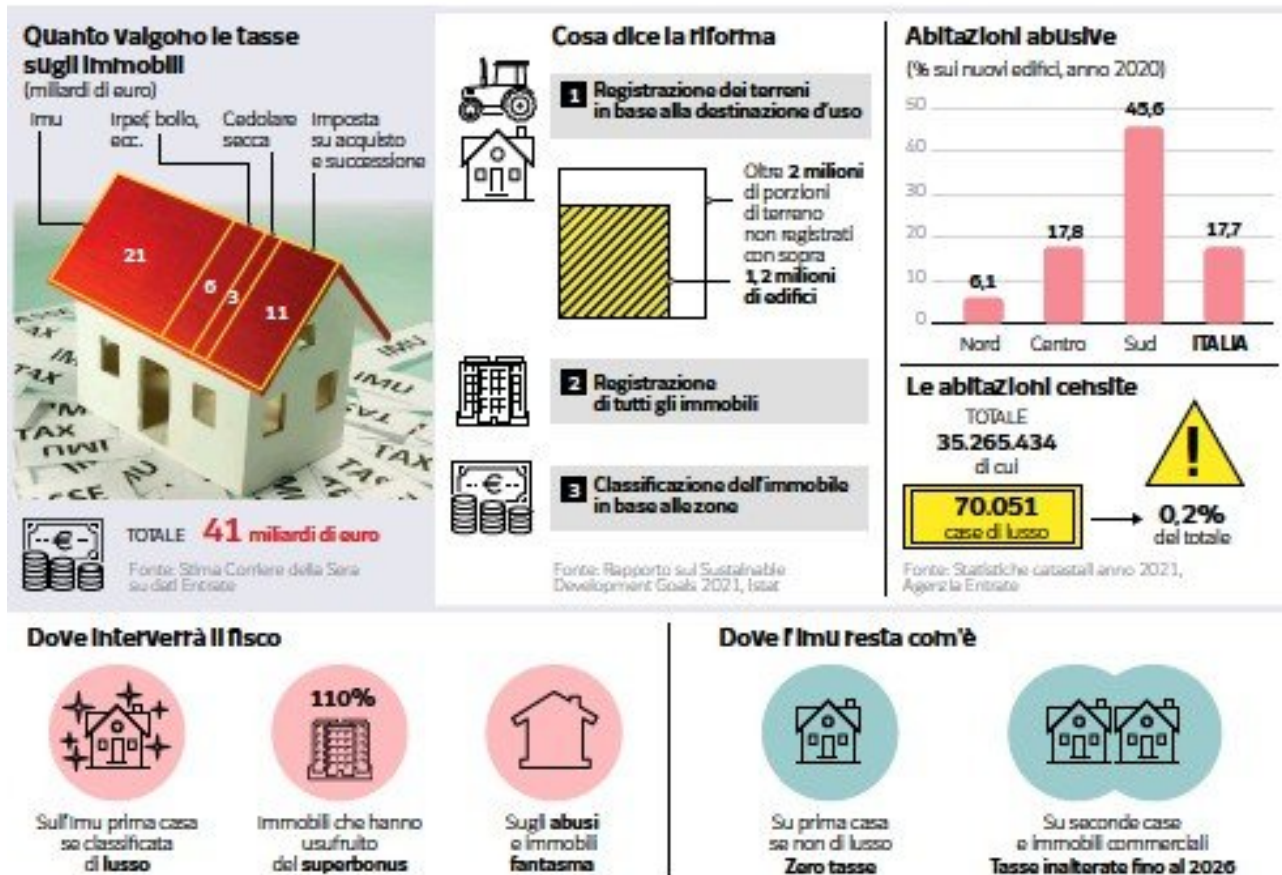 Quanto valgono le tasse
sugli immobili
(miliardi di euro)
Imu
Irpef, bollo,
ecc.
Cedolare
secca
Imposta
su acquisto
e successione
21
6
3
11
TAX
IMU
TAX
IMU
TAX
TAX
TOTALE 41 miliardi di euro
Fonte: Stima Corriere della Sera
su dati Entrate
Cosa dice la riforma
1 Registrazione dei terreni
in base alla destinazione d'uso
Oltre 2 milioni
di porzioni
di terreno
non registrati
con sopra
1,2 milioni
di edifici
2 Registrazione
di tutti gli immobili
3 Classificazione dell'immobile
in base alle zone
Fonte: Rapporto sui Sustainable
Development Goals 2021, Istat
Abitazioni abusive
(% sui nuovi edifici, anno 2020)
50
40
30
20
10
0
6,1
17,8
45,6
17,7
Nord
Centro
Sud
ITALIA
Le abitazioni censite
TOTALE
35.265.434
di cui
70.051
case di lusso
!
0,2%
del totale
Fonte: Statistiche catastali anno 2021,
Agenzia Entrate
Dove interverrà il fisco
Sull'Imu prima casa
se classificata
di lusso
110%
Immobili che hanno
usufruito
del superbonus
Sugli abusi
e immobili
fantasma
Dove l'Imu resta com'è
Su prima casa
se non di lusso
Zero tasse
Su seconde case
e immobili commerciali
Tasse inalterate fino al 2026